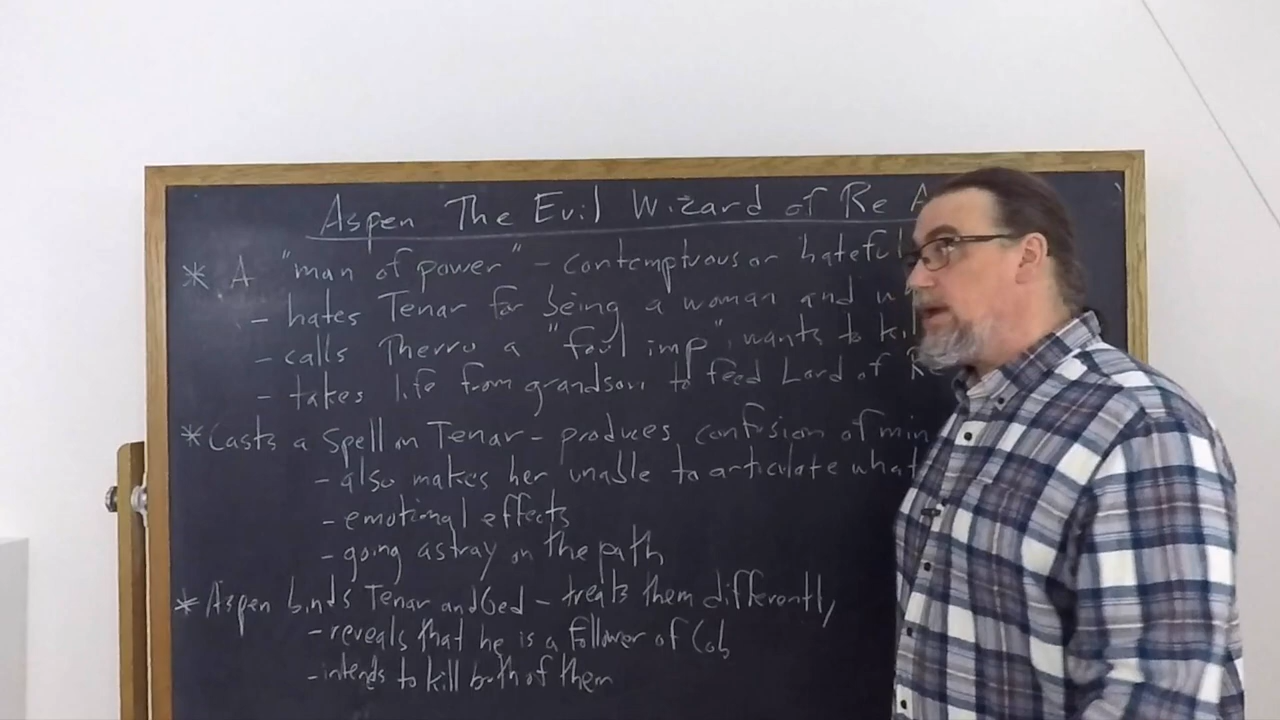 Aspen The Evil Wizard of Re A
* A "man of power" - contemptuous or hateful
- hates Tenar for being a woman and
- calls Therru a "foul imp", wants to kil
- takes life from grandson to feed Lord of Re
* Casts a spell on Tenar - produces confusion of min
- also makes her unable to articulate what
- emotional effects
- going astray on the path
* Aspen binds Tenar and Ged - treats them differently
- reveals that he is a follower of Cob
- intends to kill both of them